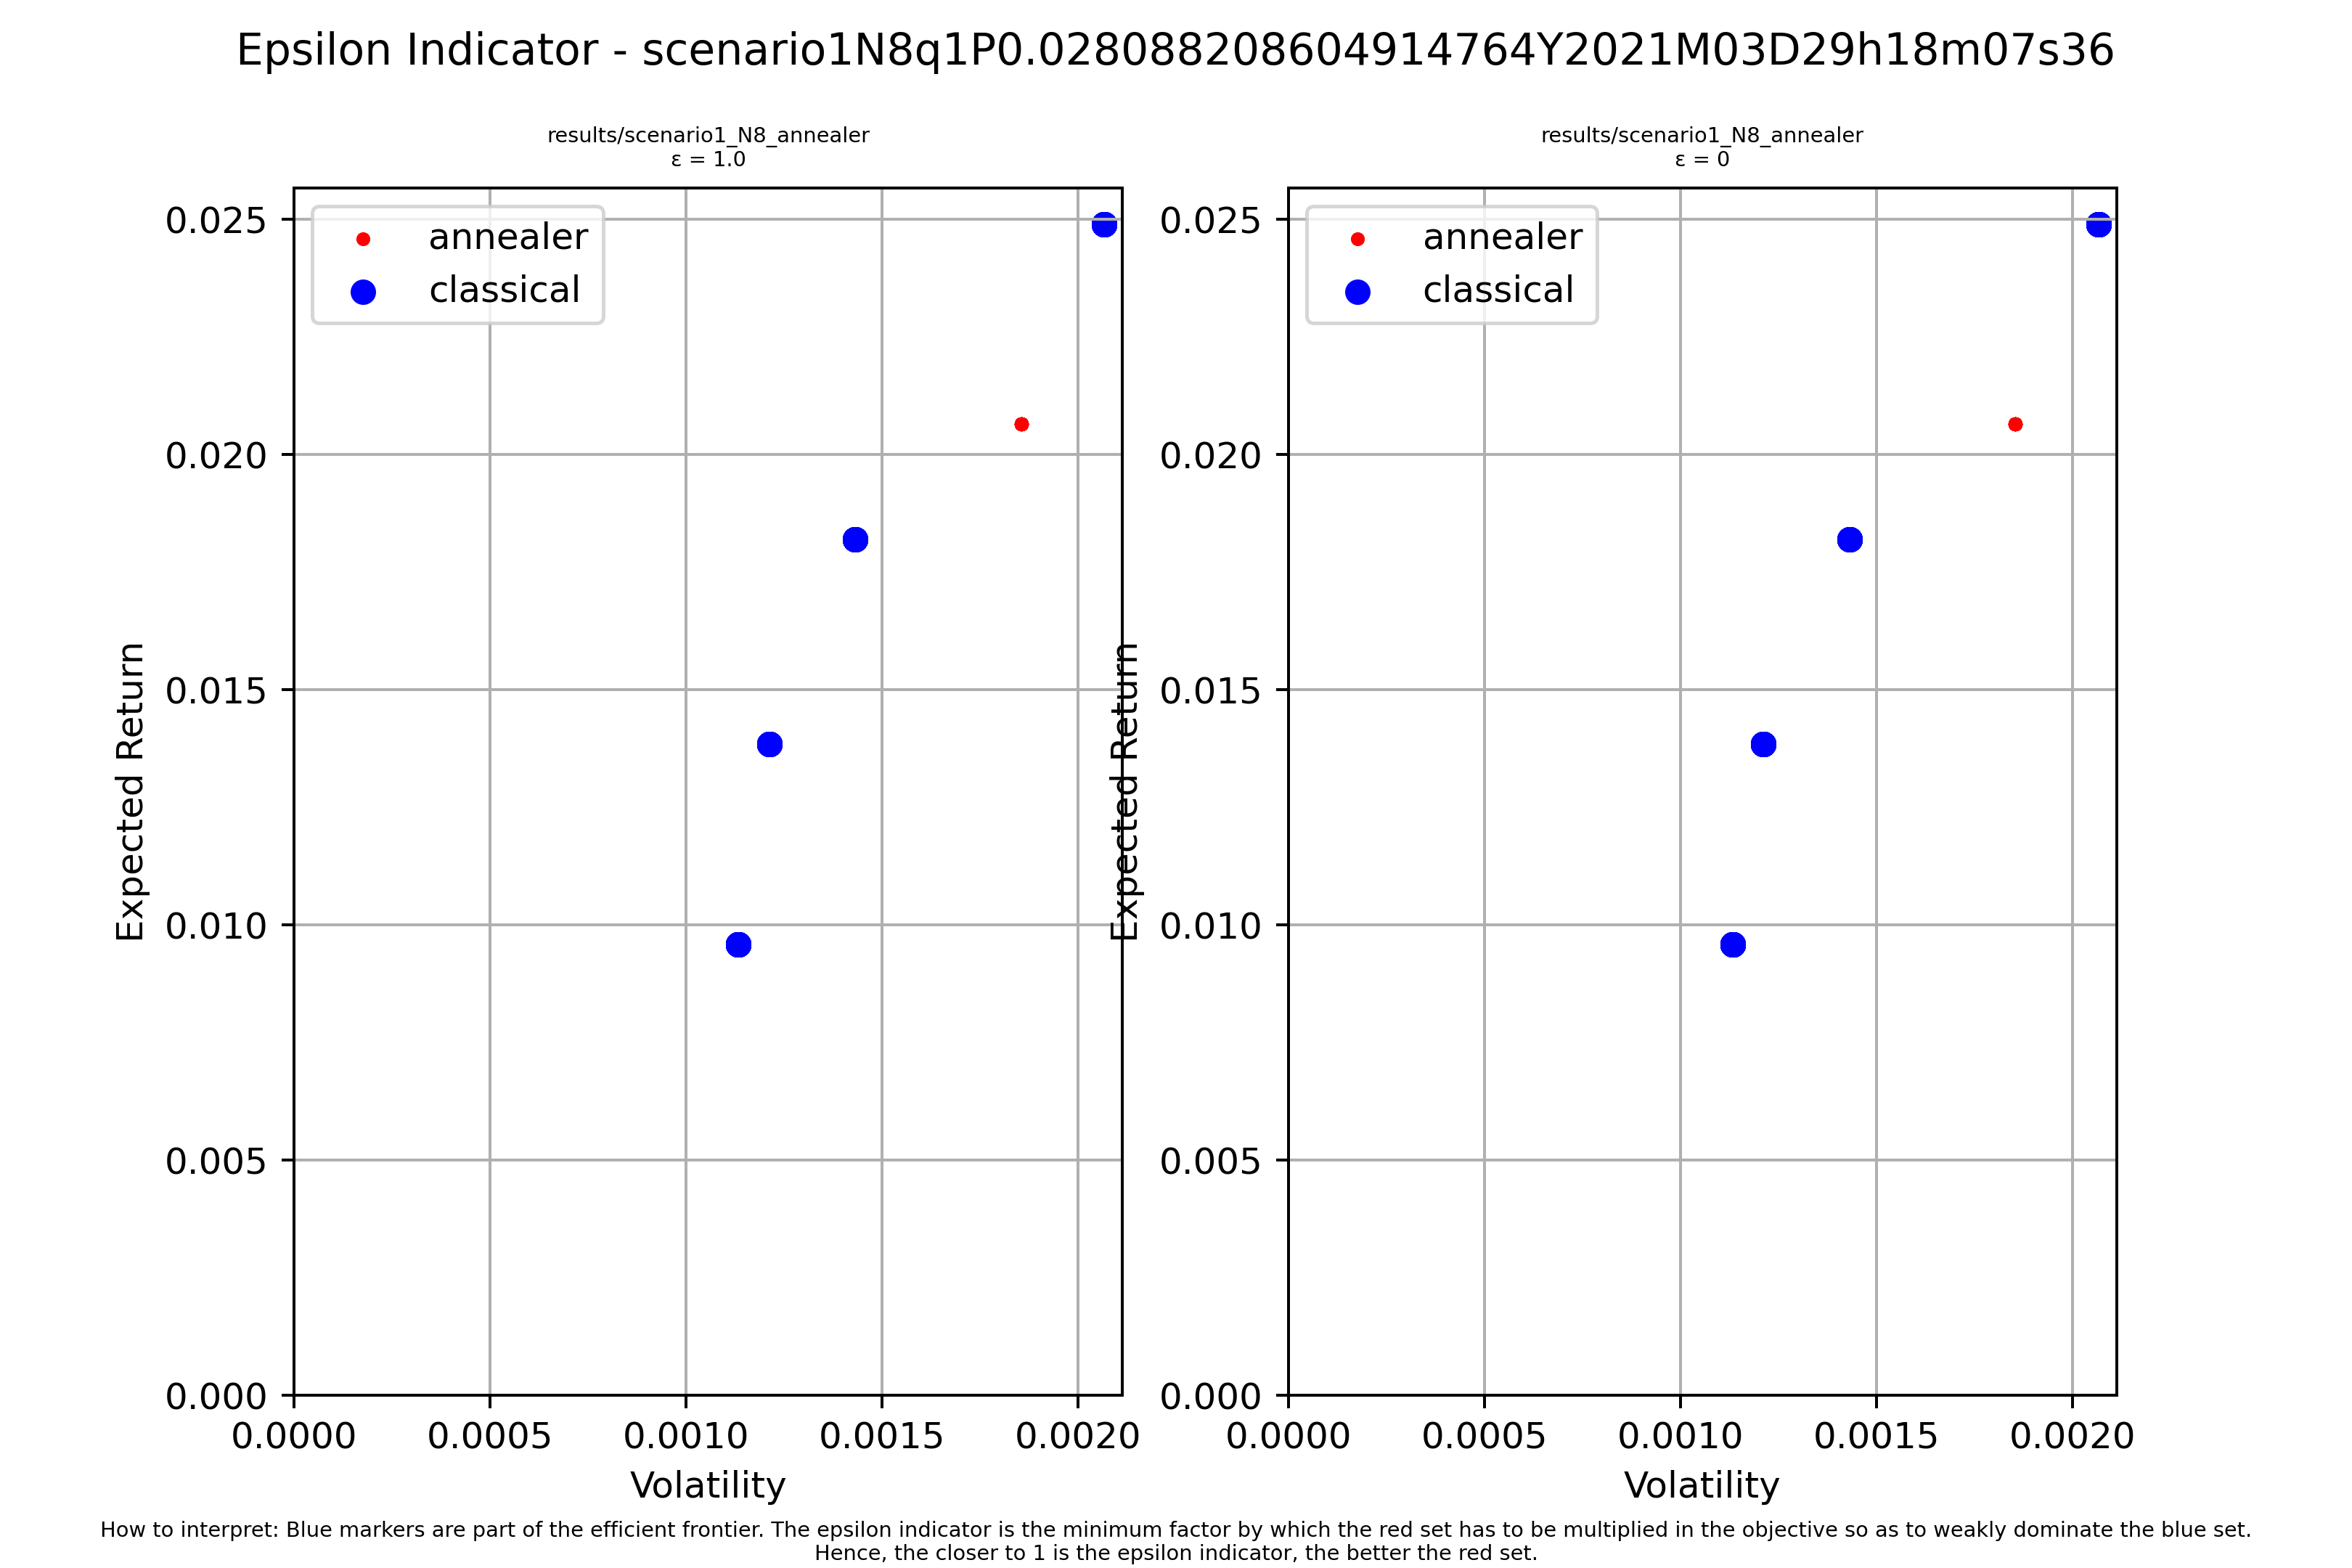 Epsilon Indicator - scenario1N8q1P0.028088208604914764Y2021M03D29h18m07s36
results/scenario1_N8_annealer
ε = 1.0
annealer
classical
0.025
0.020
0.015
0.010
0.005
0.000
Expected Return
0.0000 0.0005 0.0010 0.0015 0.0020
Volatility
results/scenario1_N8_annealer
ε = 0
annealer
classical
0.025
0.020
0.015
0.010
0.005
0.000
Expected Return
0.0000 0.0005 0.0010 0.0015 0.0020
Volatility
How to interpret: Blue markers are part of the efficient frontier. The epsilon indicator is the minimum factor by which the red set has to be multiplied in the objective so as to weakly dominate the blue set.
Hence, the closer to 1 is the epsilon indicator, the better the red set.